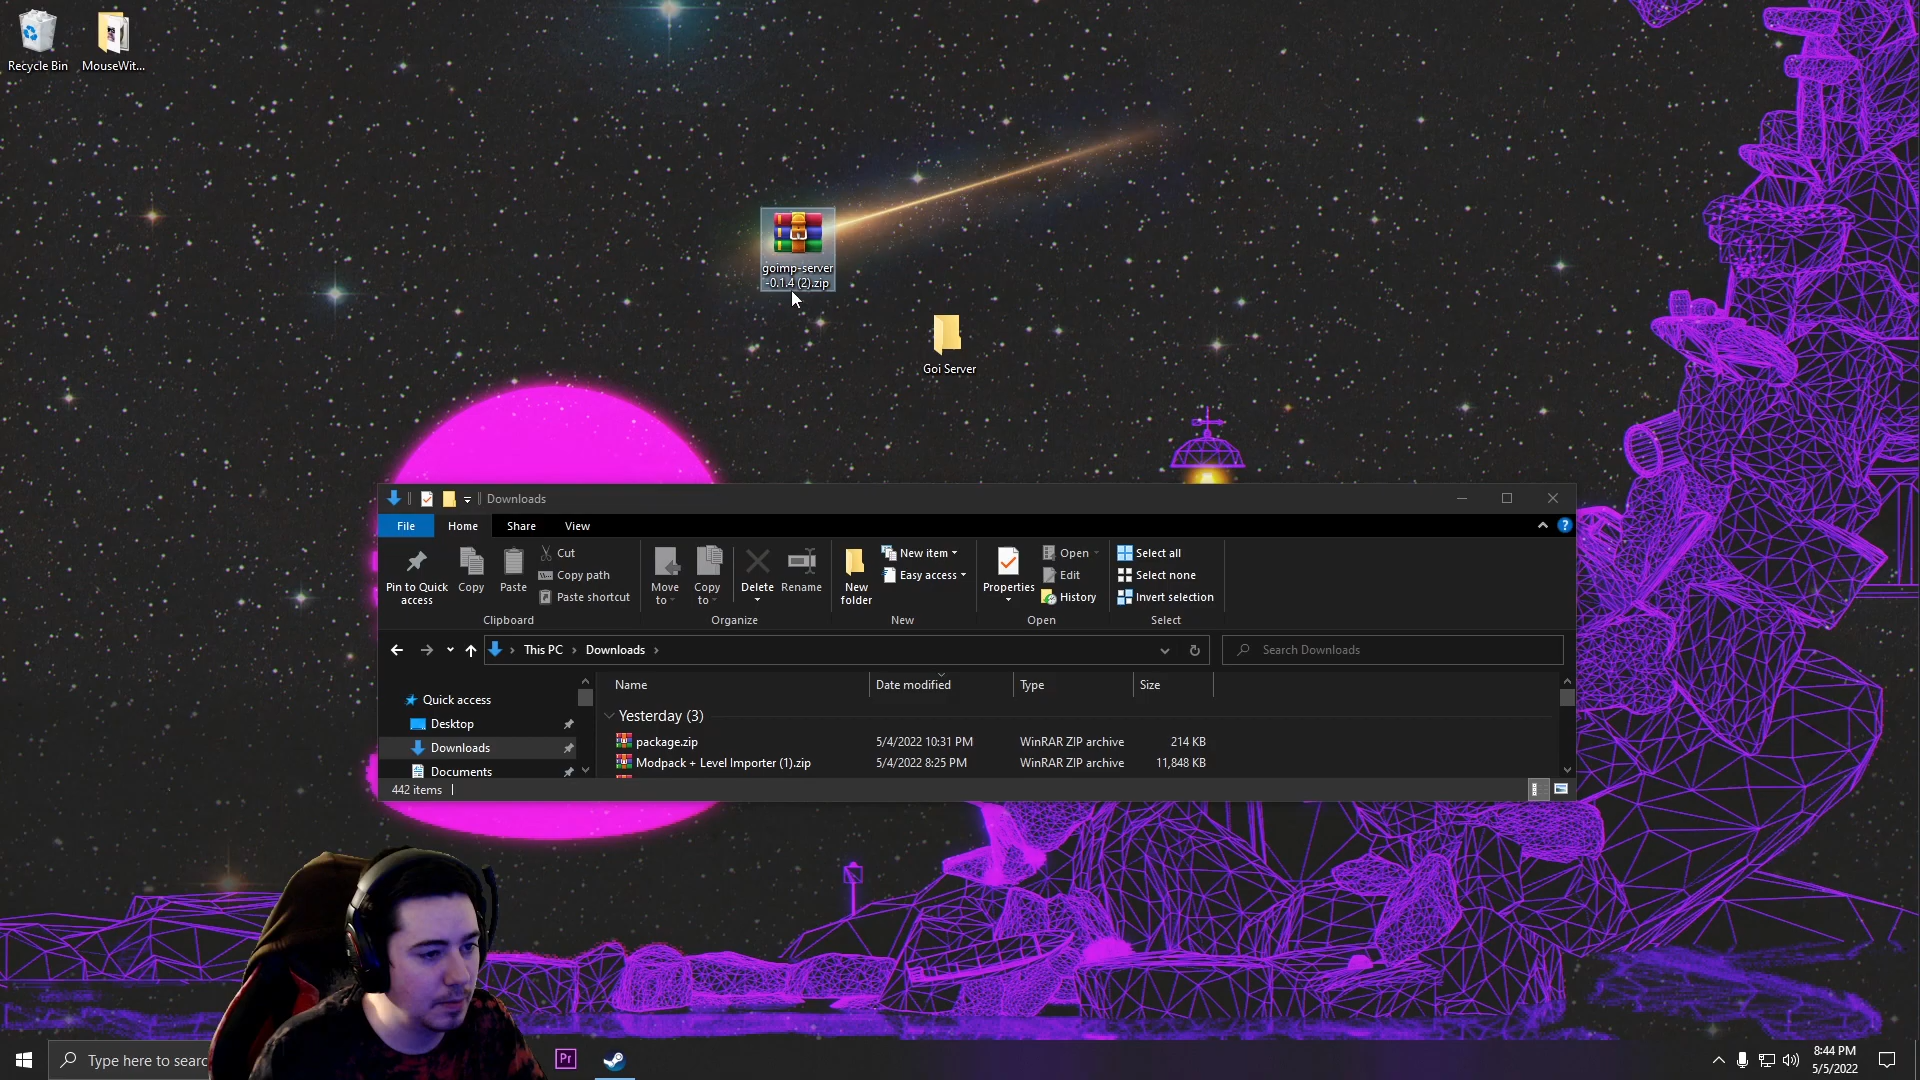 Recycle Bin
MouseWit...
goimp-server
-0.1.4 (2).zip
Goi Server
Downloads
File
Home
Share
View
Pin to Quick
access
Copy
Paste
Cut
Copy path
Paste shortcut
Clipboard
Move
to
Copy
to
Delete
Rename
Organize
New
folder
New item
Easy access
New
Properties
Open
Edit
History
Open
Select all
Select none
Invert selection
Select
This PC
Downloads
Search Downloads
Quick access
Desktop
Downloads
Documents
Name
Date modified
Type
Size
Yesterday (3)
package.zip 5/4/2022 10:31 PM WinRAR ZIP archive 214 KB
Modpack + Level Importer (1).zip 5/4/2022 8:25 PM WinRAR ZIP archive 11,848 KB
442 items
Type here to searc
Pr
8:44 PM
5/5/2022